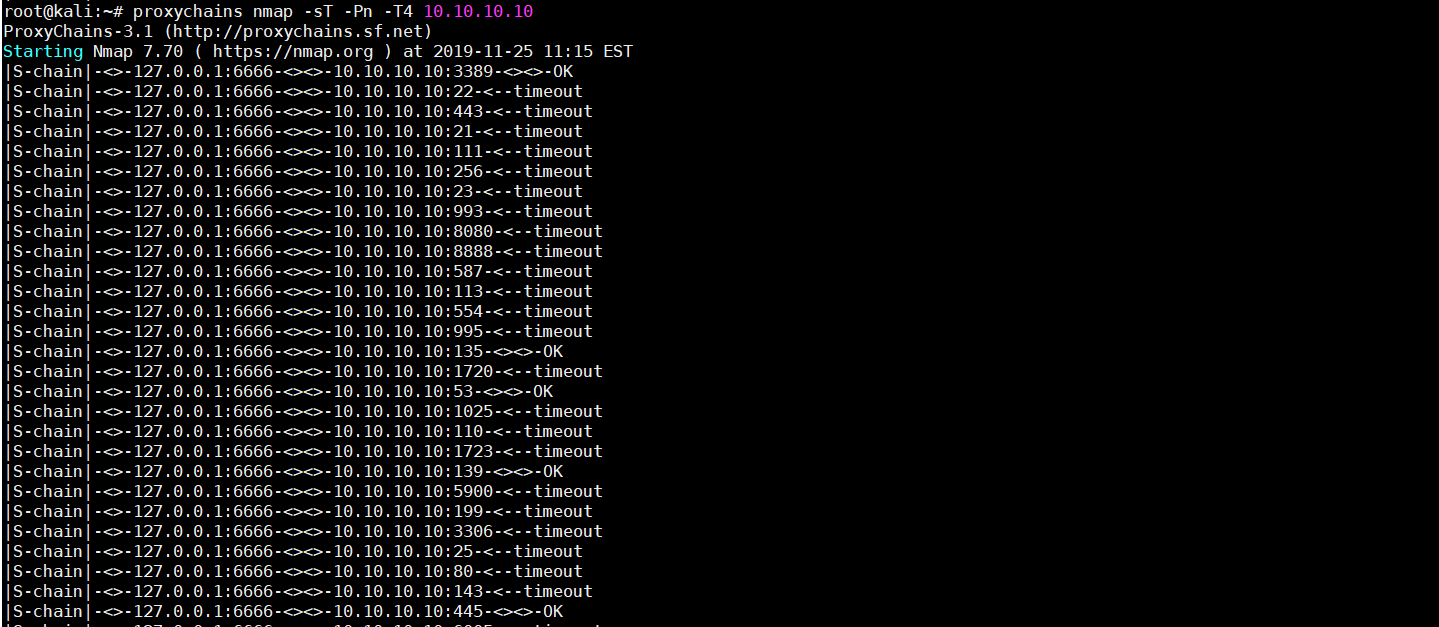 root@kali:~# proxychains nmap -sT -Pn -T4 10.10.10.10
ProxyChains-3.1 (http://proxychains.sf.net)
Starting Nmap 7.70 ( https://nmap.org ) at 2019-11-25 11:15 EST
|S-chain|-<>-127.0.0.1:6666-<><>-10.10.10.10:3389-<><>-OK
|S-chain|-<>-127.0.0.1:6666-<><>-10.10.10.10:22-<--timeout
|S-chain|-<>-127.0.0.1:6666-<><>-10.10.10.10:443-<--timeout
|S-chain|-<>-127.0.0.1:6666-<><>-10.10.10.10:21-<--timeout
|S-chain|-<>-127.0.0.1:6666-<><>-10.10.10.10:111-<--timeout
|S-chain|-<>-127.0.0.1:6666-<><>-10.10.10.10:256-<--timeout
|S-chain|-<>-127.0.0.1:6666-<><>-10.10.10.10:23-<--timeout
|S-chain|-<>-127.0.0.1:6666-<><>-10.10.10.10:993-<--timeout
|S-chain|-<>-127.0.0.1:6666-<><>-10.10.10.10:8080-<--timeout
|S-chain|-<>-127.0.0.1:6666-<><>-10.10.10.10:8888-<--timeout
|S-chain|-<>-127.0.0.1:6666-<><>-10.10.10.10:587-<--timeout
|S-chain|-<>-127.0.0.1:6666-<><>-10.10.10.10:113-<--timeout
|S-chain|-<>-127.0.0.1:6666-<><>-10.10.10.10:554-<--timeout
|S-chain|-<>-127.0.0.1:6666-<><>-10.10.10.10:995-<--timeout
|S-chain|-<>-127.0.0.1:6666-<><>-10.10.10.10:135-<><>-OK
|S-chain|-<>-127.0.0.1:6666-<><>-10.10.10.10:1720-<--timeout
|S-chain|-<>-127.0.0.1:6666-<><>-10.10.10.10:53-<><>-OK
|S-chain|-<>-127.0.0.1:6666-<><>-10.10.10.10:1025-<--timeout
|S-chain|-<>-127.0.0.1:6666-<><>-10.10.10.10:110-<--timeout
|S-chain|-<>-127.0.0.1:6666-<><>-10.10.10.10:1723-<--timeout
|S-chain|-<>-127.0.0.1:6666-<><>-10.10.10.10:139-<><>-OK
|S-chain|-<>-127.0.0.1:6666-<><>-10.10.10.10:5900-<--timeout
|S-chain|-<>-127.0.0.1:6666-<><>-10.10.10.10:199-<--timeout
|S-chain|-<>-127.0.0.1:6666-<><>-10.10.10.10:3306-<--timeout
|S-chain|-<>-127.0.0.1:6666-<><>-10.10.10.10:25-<--timeout
|S-chain|-<>-127.0.0.1:6666-<><>-10.10.10.10:80-<--timeout
|S-chain|-<>-127.0.0.1:6666-<><>-10.10.10.10:143-<--timeout
|S-chain|-<>-127.0.0.1:6666-<><>-10.10.10.10:445-<><>-OK